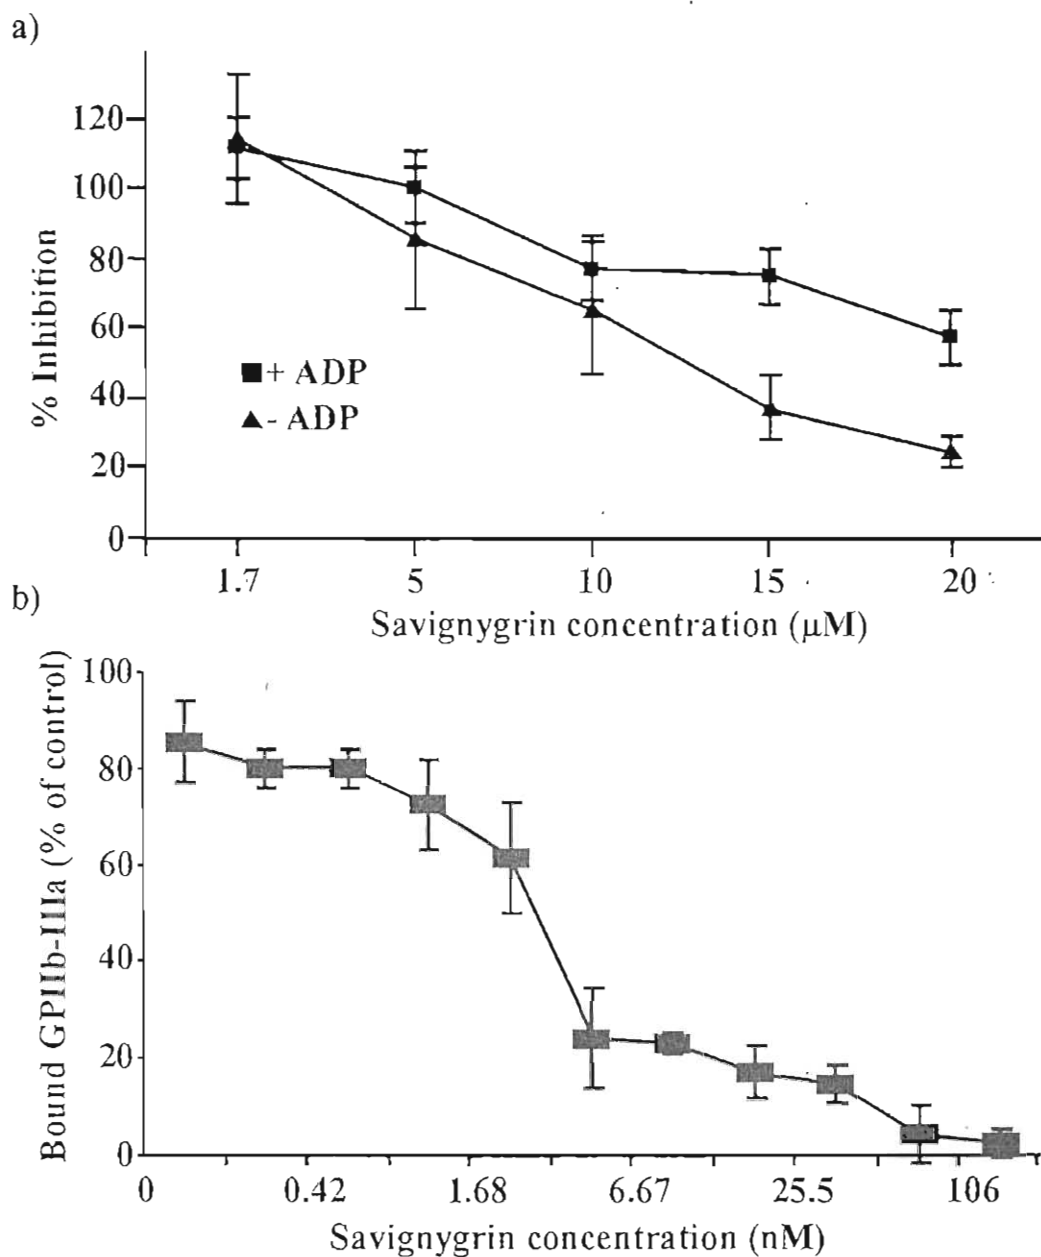 a)
120
100
80
60
40
20
0
% Inhibition
■+ ADP
▲- ADP
1.7 5 10 15 20
Savignygrin concentration (μM)
b)
100
80
60
40
20
0
Bound GPIIb-IIIa (% of control)
0 0.42 1.68 6.67 25.5 106
Savignygrin concentration (nM)